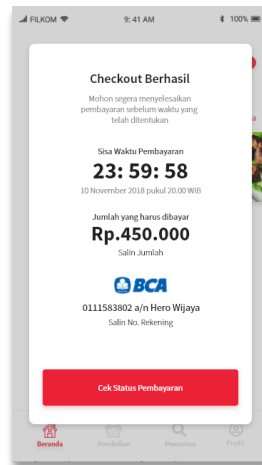 FILKOM 9: 41 AM 100%
Checkout Berhasil
Mohon segera menyelesaikan
pembayaran sebelum waktu yang
telah ditentukan
Sisa Waktu Pembayaran
23: 59: 58
10 November 2018 pukul 20.00 WIB
Jumlah yang harus dibayar
Rp.450.000
Salin Jumlah
BCA
0111583802 a/n Hero Wijaya
Salin No. Rekening
Cek Status Pembayaran
Beranda Pembelian Pencarian Profil